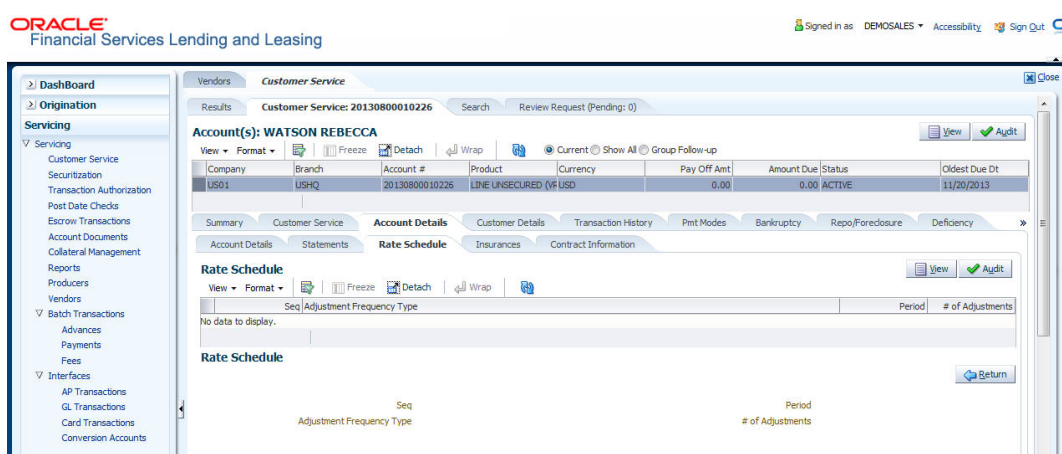 ORACLE
Financial Services Lending and Leasing
Signed in as DEMOSALES Accessibility Sign Out
Close
DashBoard
Origination
Servicing
Servicing
Customer Service
Securitization
Transaction Authorization
Post Date Checks
Escrow Transactions
Account Documents
Collateral Management
Reports
Producers
Vendors
Batch Transactions
Advances
Payments
Fees
Interfaces
AP Transactions
GL Transactions
Card Transactions
Conversion Accounts
Vendors Customer Service
Results Customer Service: 20130800010226 Search Review Request (Pending: 0)
Account(s): WATSON REBECCA
View Audit
View Format Freeze Detach Wrap Current Show All Group Follow-up
Company Branch Account # Product Currency Pay Off Amt Amount Due Status Oldest Due Dt
US01 USHQ 20130800010226 LINE UNSECURED (VR USD 0.00 0.00 ACTIVE 11/20/2013
Summary Customer Service Account Details Customer Details Transaction History Pmt Modes Bankruptcy Repo/Foreclosure Deficiency »
Account Details Statements Rate Schedule Insurances Contract Information
Rate Schedule
View Audit
View Format Freeze Detach Wrap
Seq Adjustment Frequency Type Period # of Adjustments
No data to display.
Rate Schedule
Return
Seq Period
Adjustment Frequency Type # of Adjustments